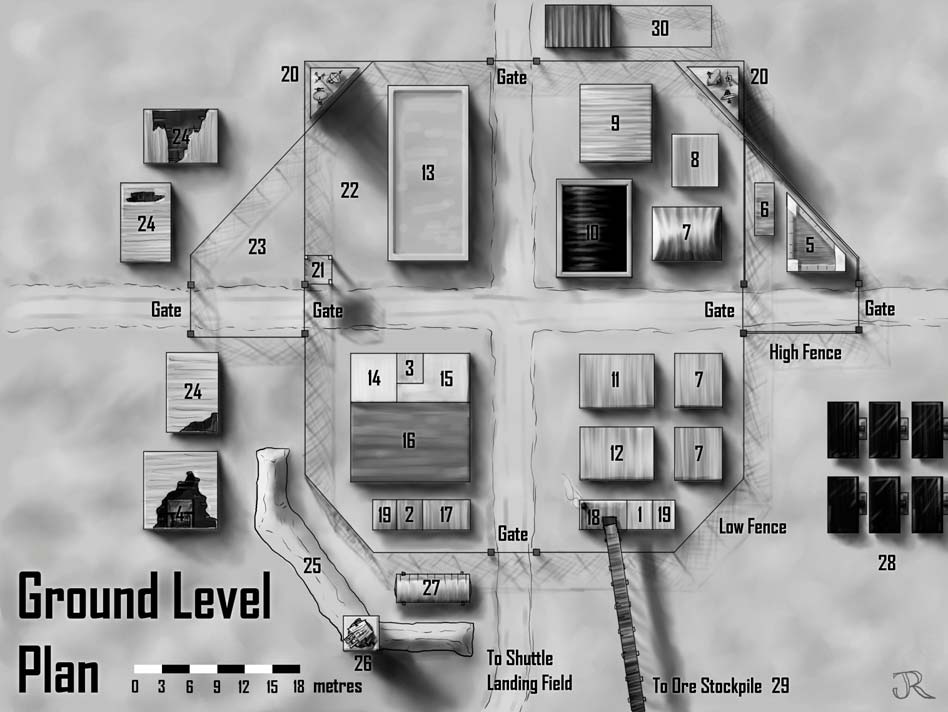 30
20
Gate
20
9
24
8
13
22
24
6
7
10
5
23
21
Gate
Gate
Gate
Gate
High Fence
3
14
15
11
7
24
16
12
7
19
2
17
18
1
19
4
Gate
Low Fence
25
28
27
Ground Level
Plan
26
0 3 6 9 12 15 18 metres
To Shuttle
Landing Field
To Ore Stockpile 29
JR